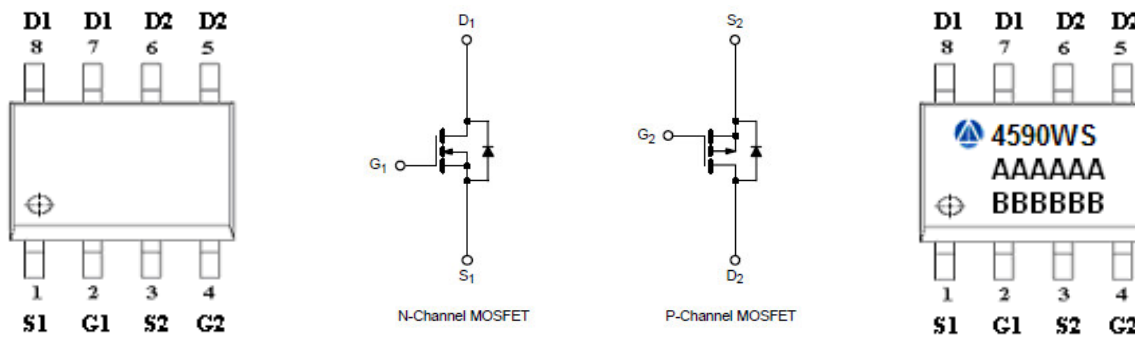 D1 D1 D2 D2
8 7 6 5
1 2 3 4
S1 G1 S2 G2
D1
G1
S1
N-Channel MOSFET
S2
G2
D2
P-Channel MOSFET
D1 D1 D2 D2
8 7 6 5
4590WS
AAAAAA
BBBBBB
1 2 3 4
S1 G1 S2 G2